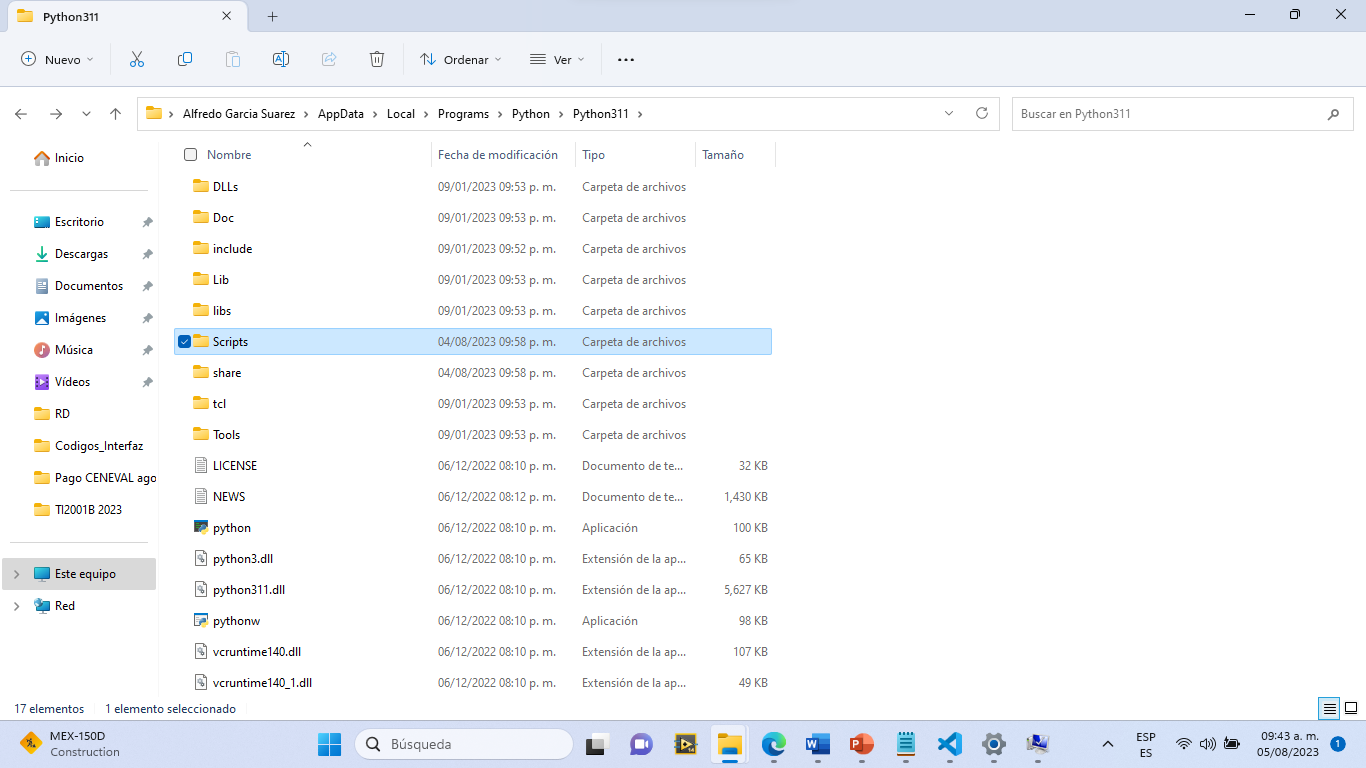 Python311
Nuevo
Ordenar
Ver
Alfredo Garcia Suarez > AppData > Local > Programs > Python > Python311 >
Buscar en Python311
Inicio
Escritorio
Descargas
Documentos
Imágenes
Música
Vídeos
RD
Codigos_Interfaz
Pago CENEVAL ago
TI2001B 2023
Este equipo
Red
Nombre Fecha de modificación Tipo Tamaño
DLLs 09/01/2023 09:53 p. m. Carpeta de archivos
Doc 09/01/2023 09:53 p. m. Carpeta de archivos
include 09/01/2023 09:52 p. m. Carpeta de archivos
Lib 09/01/2023 09:53 p. m. Carpeta de archivos
libs 09/01/2023 09:53 p. m. Carpeta de archivos
Scripts 04/08/2023 09:58 p. m. Carpeta de archivos
share 04/08/2023 09:58 p. m. Carpeta de archivos
tcl 09/01/2023 09:53 p. m. Carpeta de archivos
Tools 09/01/2023 09:53 p. m. Carpeta de archivos
LICENSE 06/12/2022 08:10 p. m. Documento de te... 32 KB
NEWS 06/12/2022 08:12 p. m. Documento de te... 1,430 KB
python 06/12/2022 08:10 p. m. Aplicación 100 KB
python3.dll 06/12/2022 08:10 p. m. Extensión de la ap... 65 KB
python311.dll 06/12/2022 08:10 p. m. Extensión de la ap... 5,627 KB
pythonw 06/12/2022 08:10 p. m. Aplicación 98 KB
vcruntime140.dll 06/12/2022 08:10 p. m. Extensión de la ap... 107 KB
vcruntime140_1.dll 06/12/2022 08:10 p. m. Extensión de la ap... 49 KB
17 elementos 1 elemento seleccionado
MEX-150D
Construction
Búsqueda
ESP
ES
09:43 a. m.
05/08/2023
1